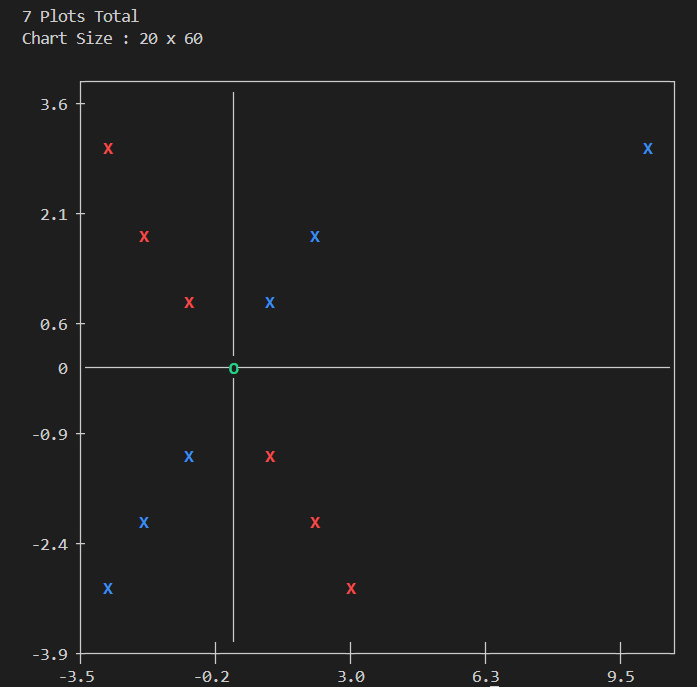 7 Plots Total
Chart Size : 20 x 60
3.6
X
X
2.1
X
X
X
X
0.6
0
O
-0.9
X
X
X
X
-2.4
X
X
-3.9
-3.5 -0.2 3.0 6.3 9.5